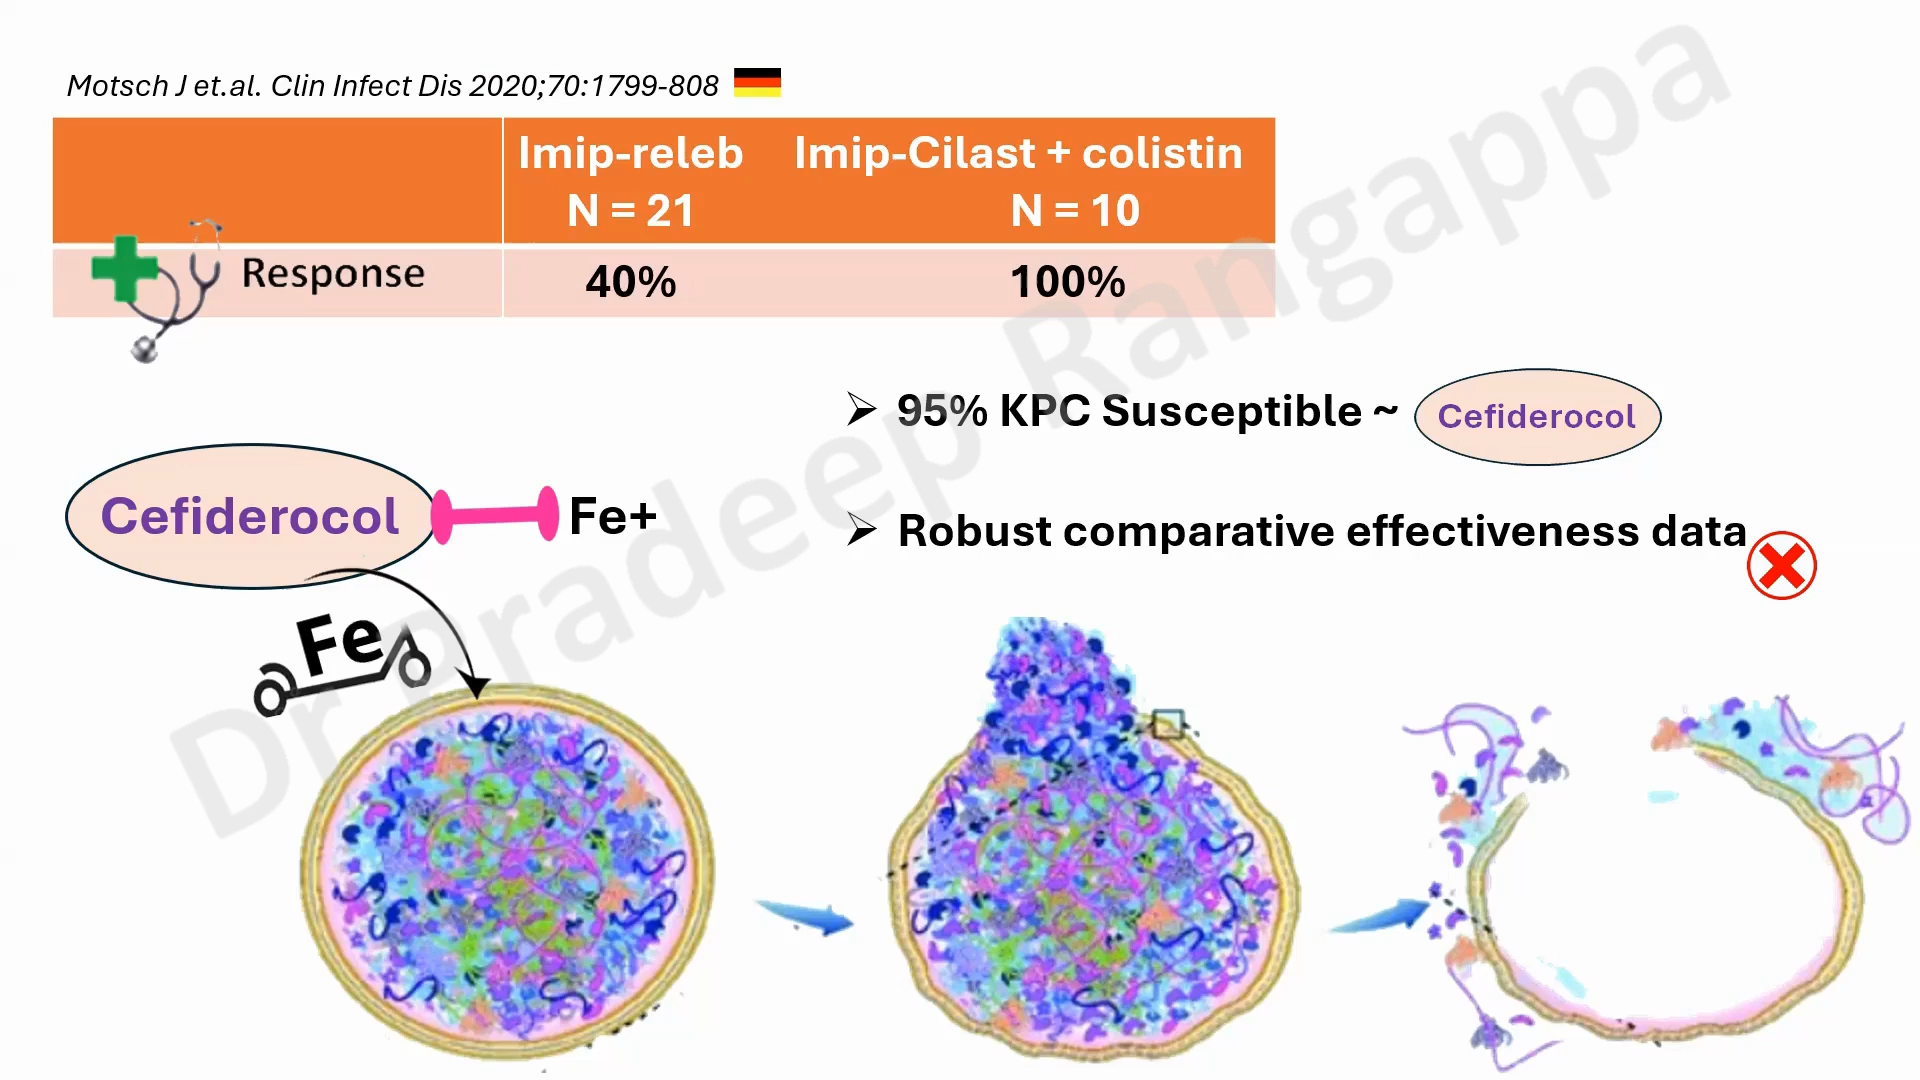 Motsch J et.al. Clin Infect Dis 2020;70:1799-808
Imip-releb Imip-Cilast + colistin
N = 21 N = 10
Response 40% 100%
➢ 95% KPC Susceptible ~ Cefiderocol
Cefiderocol Fe+
➢ Robust comparative effectiveness data
Fe
Dr Pradeep Rangappa